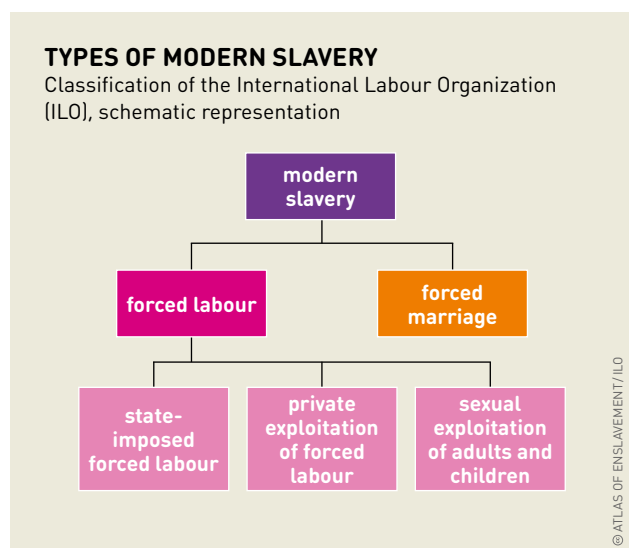 TYPES OF MODERN SLAVERY
Classification of the International Labour Organization
(ILO), schematic representation
modern
slavery
forced labour
forced
marriage
state-
imposed
forced labour
private
exploitation
of forced
labour
sexual
exploitation
of adults and
children
© ATLAS OF ENSLAVEMENT/ILO